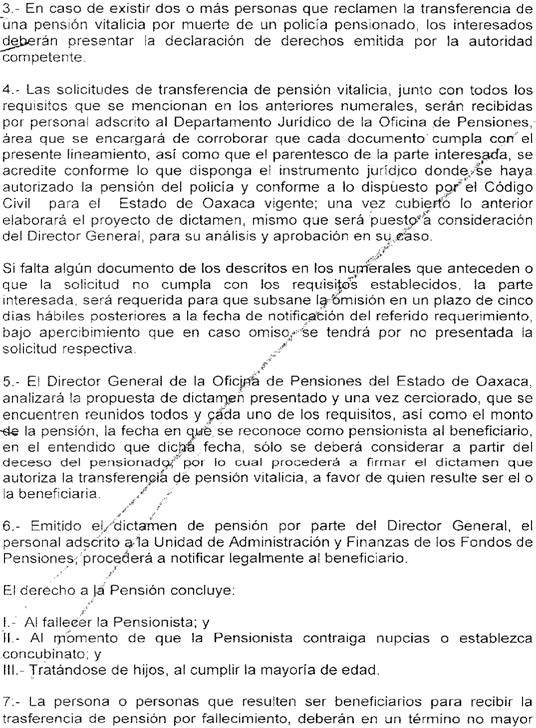 3.- En caso de existir dos o más personas que reclamen la transferencia de
una pensión vitalicia por muerte de un policía pensionado, los interesados
deberán presentar la declaración de derechos emitida por la autoridad
competente.
4.- Las solicitudes de transferencia de pensión vitalicia, junto con todos los
requisitos que se mencionan en los anteriores numerales, serán recibidas
por personal adscrito al Departamento Jurídico de la Oficina de Pensiones,
área que se encargará de corroborar que cada documento cumpla con el
presente lineamiento, así como que el parentesco de la parte interesada, se
acredite conforme lo que disponga el instrumento jurídico donde se haya
autorizado la pensión del policía y conforme a lo dispuesto por el Código
Civil para el Estado de Oaxaca vigente; una vez cubierto lo anterior
elaborará el proyecto de dictamen, mismo que será puesto a consideración
del Director General, para su análisis y aprobación en su caso.
Si falta algún documento de los descritos en los numerales que anteceden o
que la solicitud no cumpla con los requisitos establecidos, la parte
interesada, será requerida para que subsane la omisión en un plazo de cinco
días hábiles posteriores a la fecha de notificación del referido requerimiento,
bajo apercibimiento que en caso omiso, se tendrá por no presentada la
solicitud respectiva.
5.- El Director General de la Oficina de Pensiones del Estado de Oaxaca,
analizará la propuesta de dictamen presentado y una vez cerciorado, que se
encuentren reunidos todos y cada uno de los requisitos, así como el monto
de la pensión, la fecha en que se reconoce como pensionista al beneficiario,
en el entendido que dicha fecha, sólo se deberá considerar a partir del
deceso del pensionado, por lo cual procederá a firmar el dictamen que
autoriza la transferencia de pensión vitalicia, a favor de quien resulte ser el o
la beneficiaria.
6.- Emitido el dictamen de pensión por parte del Director General, el
personal adscrito a la Unidad de Administración y Finanzas de los Fondos de
Pensiones, procederá a notificar legalmente al beneficiario.
El derecho a la Pensión concluye:
I.- Al fallecer la Pensionista; y
II.- Al momento de que la Pensionista contraiga nupcias o establezca
concubinato; y
III.- Tratándose de hijos, al cumplir la mayoría de edad.
7.- La persona o personas que resulten ser beneficiarios para recibir la
trasferencia de pensión por fallecimiento, deberán en un término no mayor